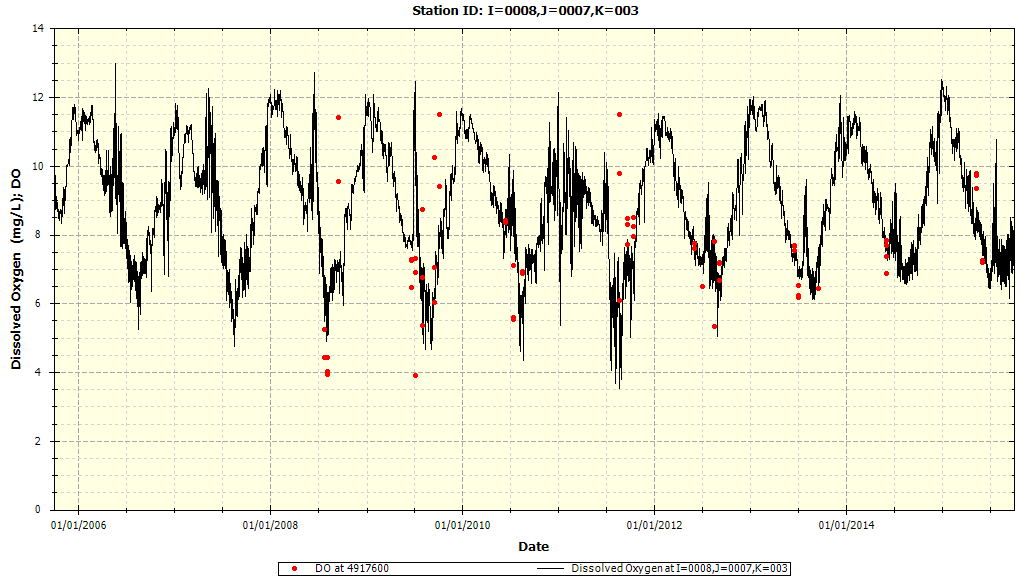 Station ID: I=0008,J=0007,K=003
Dissolved Oxygen (mg/L); DO
14
12
10
8
6
4
2
0
01/01/2006 01/01/2008 01/01/2010 01/01/2012 01/01/2014
Date
DO at 4917600 Dissolved Oxygen at I=0008,J=0007,K=003